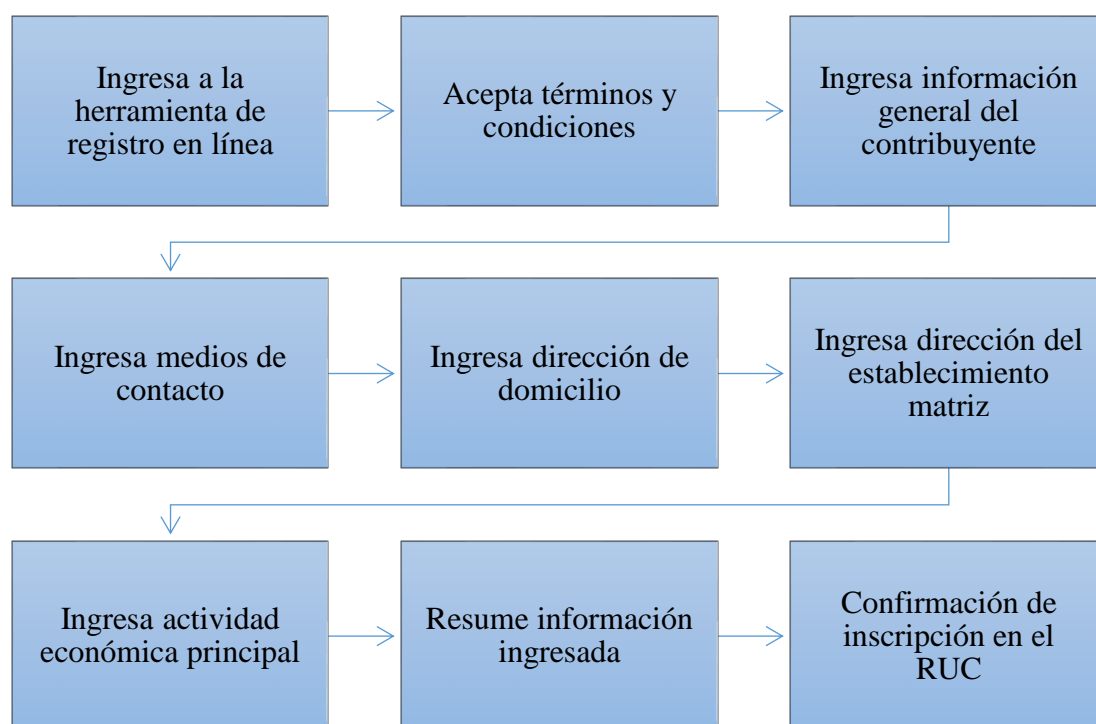 Ingresa a la
herramienta de
registro en línea
Acepta términos y
condiciones
Ingresa información
general del
contribuyente
Ingresa medios de
contacto
Ingresa dirección de
domicilio
Ingresa dirección del
establecimiento
matriz
Ingresa actividad
económica principal
Resume información
ingresada
Confirmación de
inscripción en el
RUC